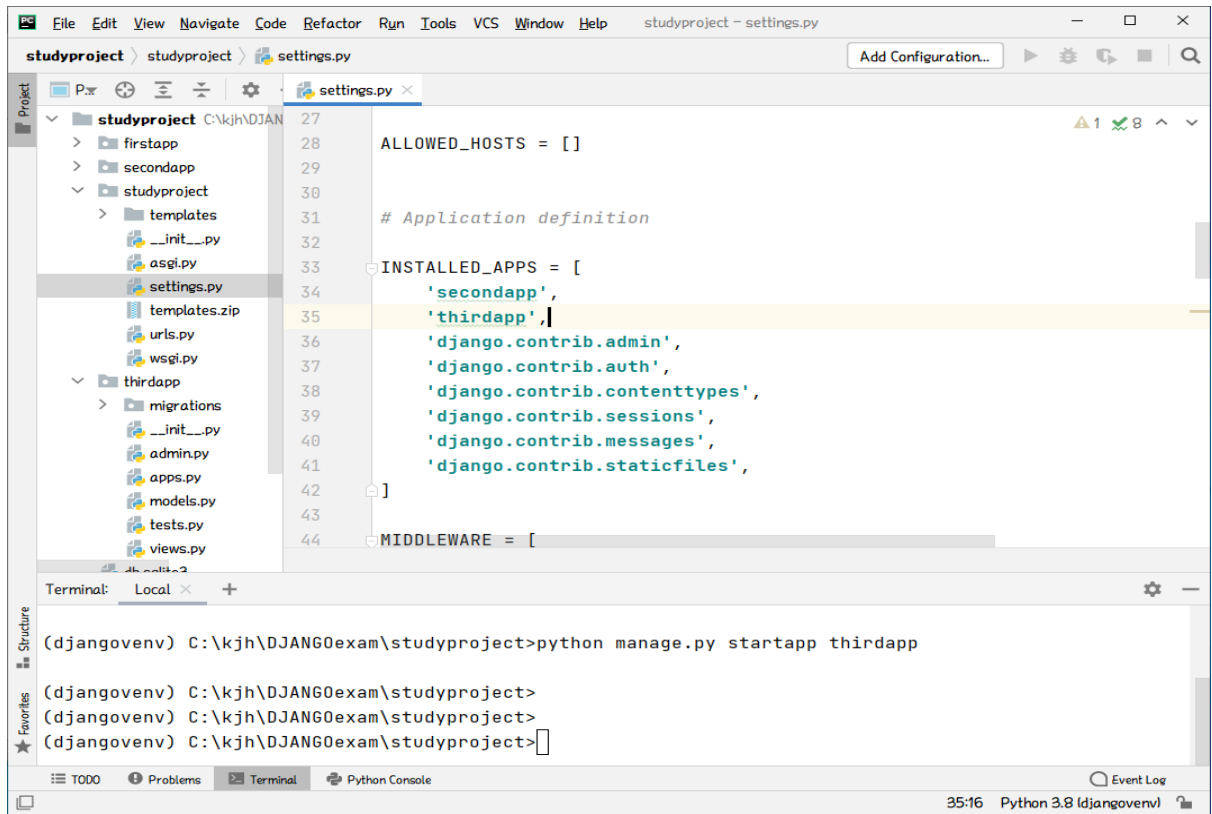 PC File Edit View Navigate Code Refactor Run Tools VCS Window Help studyproject – settings.py
studyproject studyproject settings.py Add Configuration...
Project
P.. settings.py
studyproject C:\kjh\DJAN
firstapp
secondapp
studyproject
templates
__init__.py
asgi.py
settings.py
templates.zip
urls.py
wsgi.py
thirdapp
migrations
__init__.py
admin.py
apps.py
models.py
tests.py
views.py
db.sqlite3
1 8
27
28 ALLOWED_HOSTS = []
29
30
31 # Application definition
32
33 INSTALLED_APPS = [
34     'secondapp',
35     'thirdapp',
36     'django.contrib.admin',
37     'django.contrib.auth',
38     'django.contrib.contenttypes',
39     'django.contrib.sessions',
40     'django.contrib.messages',
41     'django.contrib.staticfiles',
42 ]
43
44 MIDDLEWARE = [
Terminal: Local
Structure
Favorites
(djangovenv) C:\kjh\DJANGOexam\studyproject>python manage.py startapp thirdapp
(djangovenv) C:\kjh\DJANGOexam\studyproject>
(djangovenv) C:\kjh\DJANGOexam\studyproject>
(djangovenv) C:\kjh\DJANGOexam\studyproject>
TODO Problems Terminal Python Console Event Log
35:16 Python 3.8 (djangovenv)